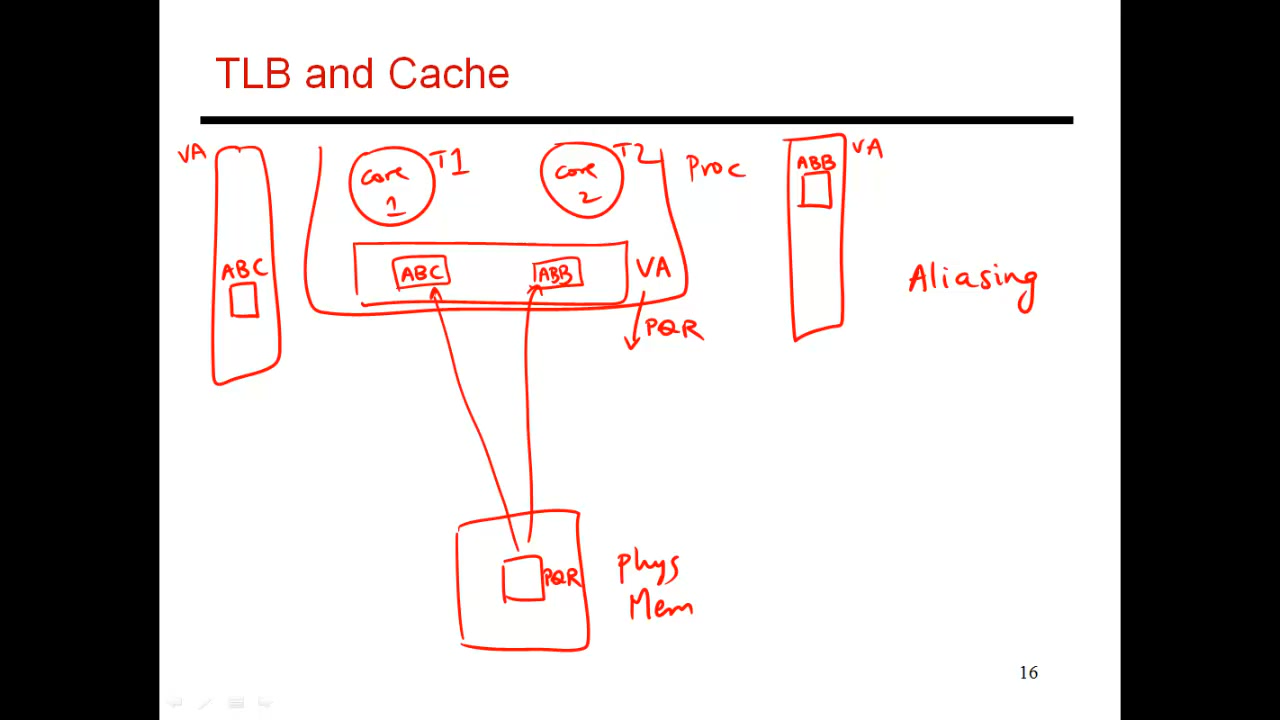 TLB and Cache
VA
Core
1
T1
Core
2
T2
Proc
ABB
VA
ABC
ABC
ABB
VA
Aliasing
PQR
PQR
Phys
Mem
16